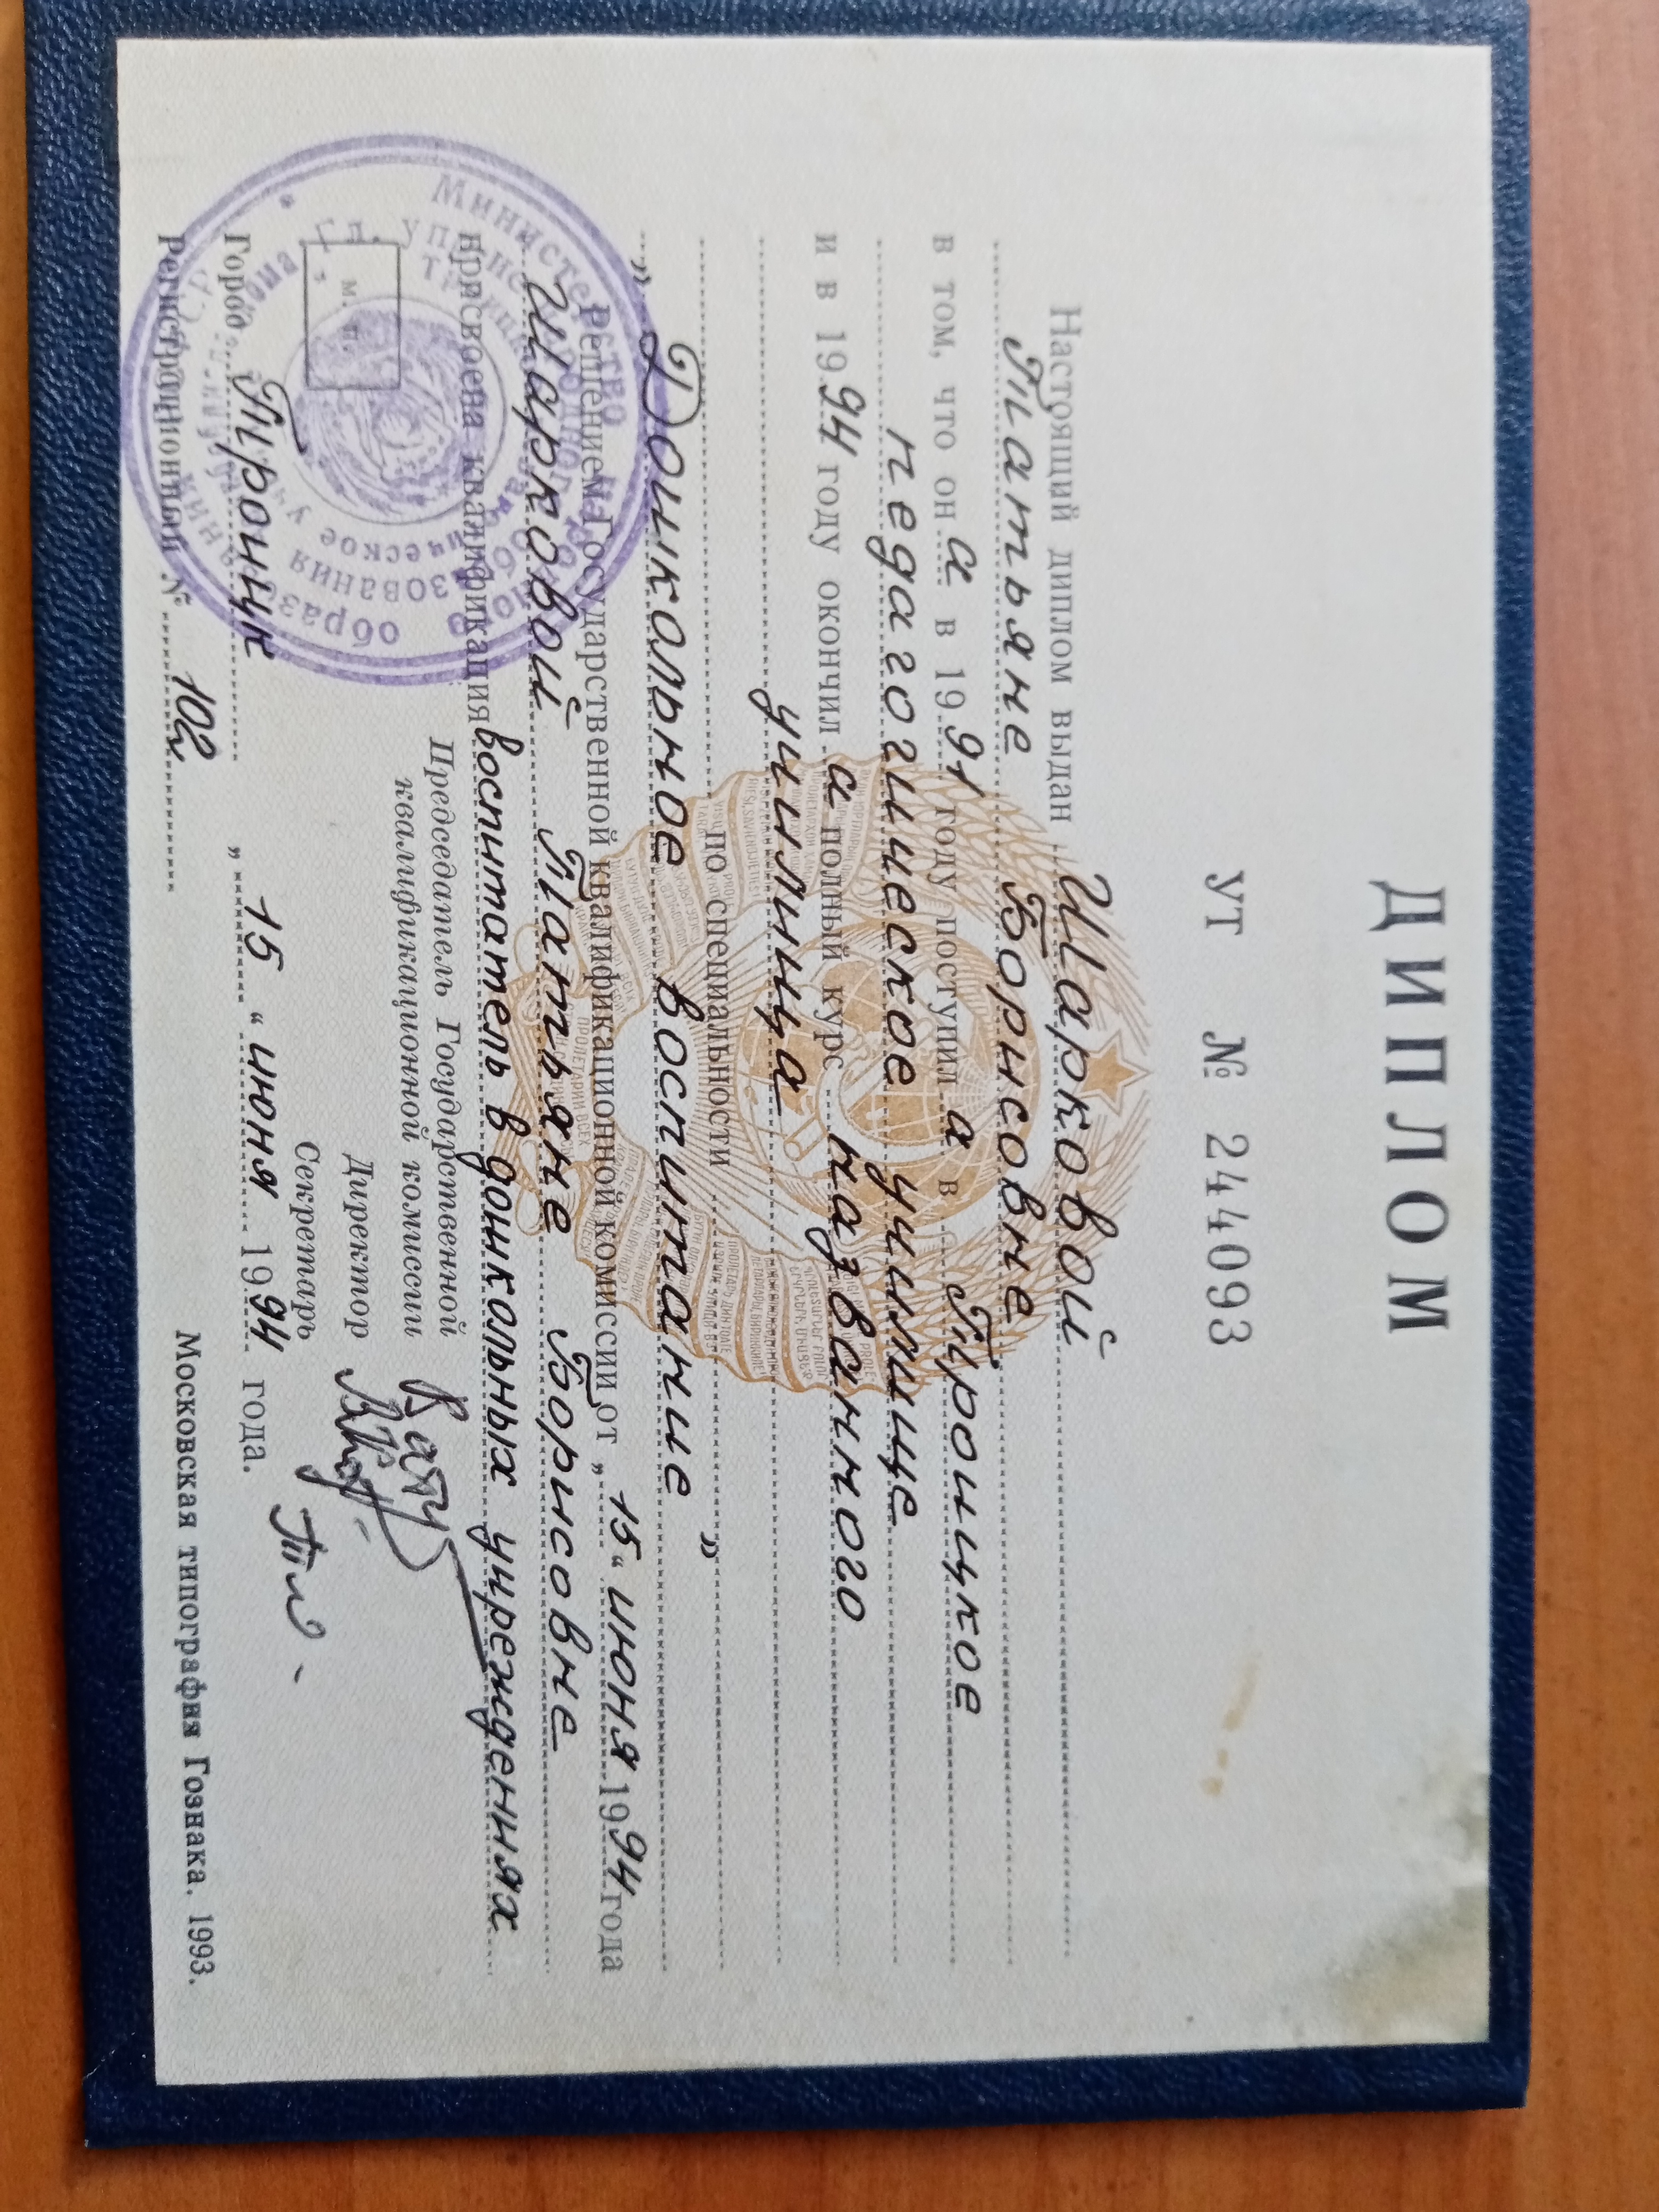 ДИПЛОМ
УТ № 244093
Настоящий диплом выдан Шарковой
Татьяне Борисовне
в том, что он а в 1991 году поступил а в Троицкое
педагогическое училище
и в 1994 году окончил а полный курс названного
училища
по специальности
„Дошкольное воспитание”
Решением Государственной квалификационной комиссии от „15“ июня 1994 года
Шарковой Татьяне Борисовне
присвоена квалификация воспитатель в дошкольных учреждениях
Председатель Государственной
квалификационной комиссии
Директор
Секретарь
М. П.
Город Троицк „15“ июня 1994 года.
Регистрационный № 102
Московская типография Гознака. 1993.